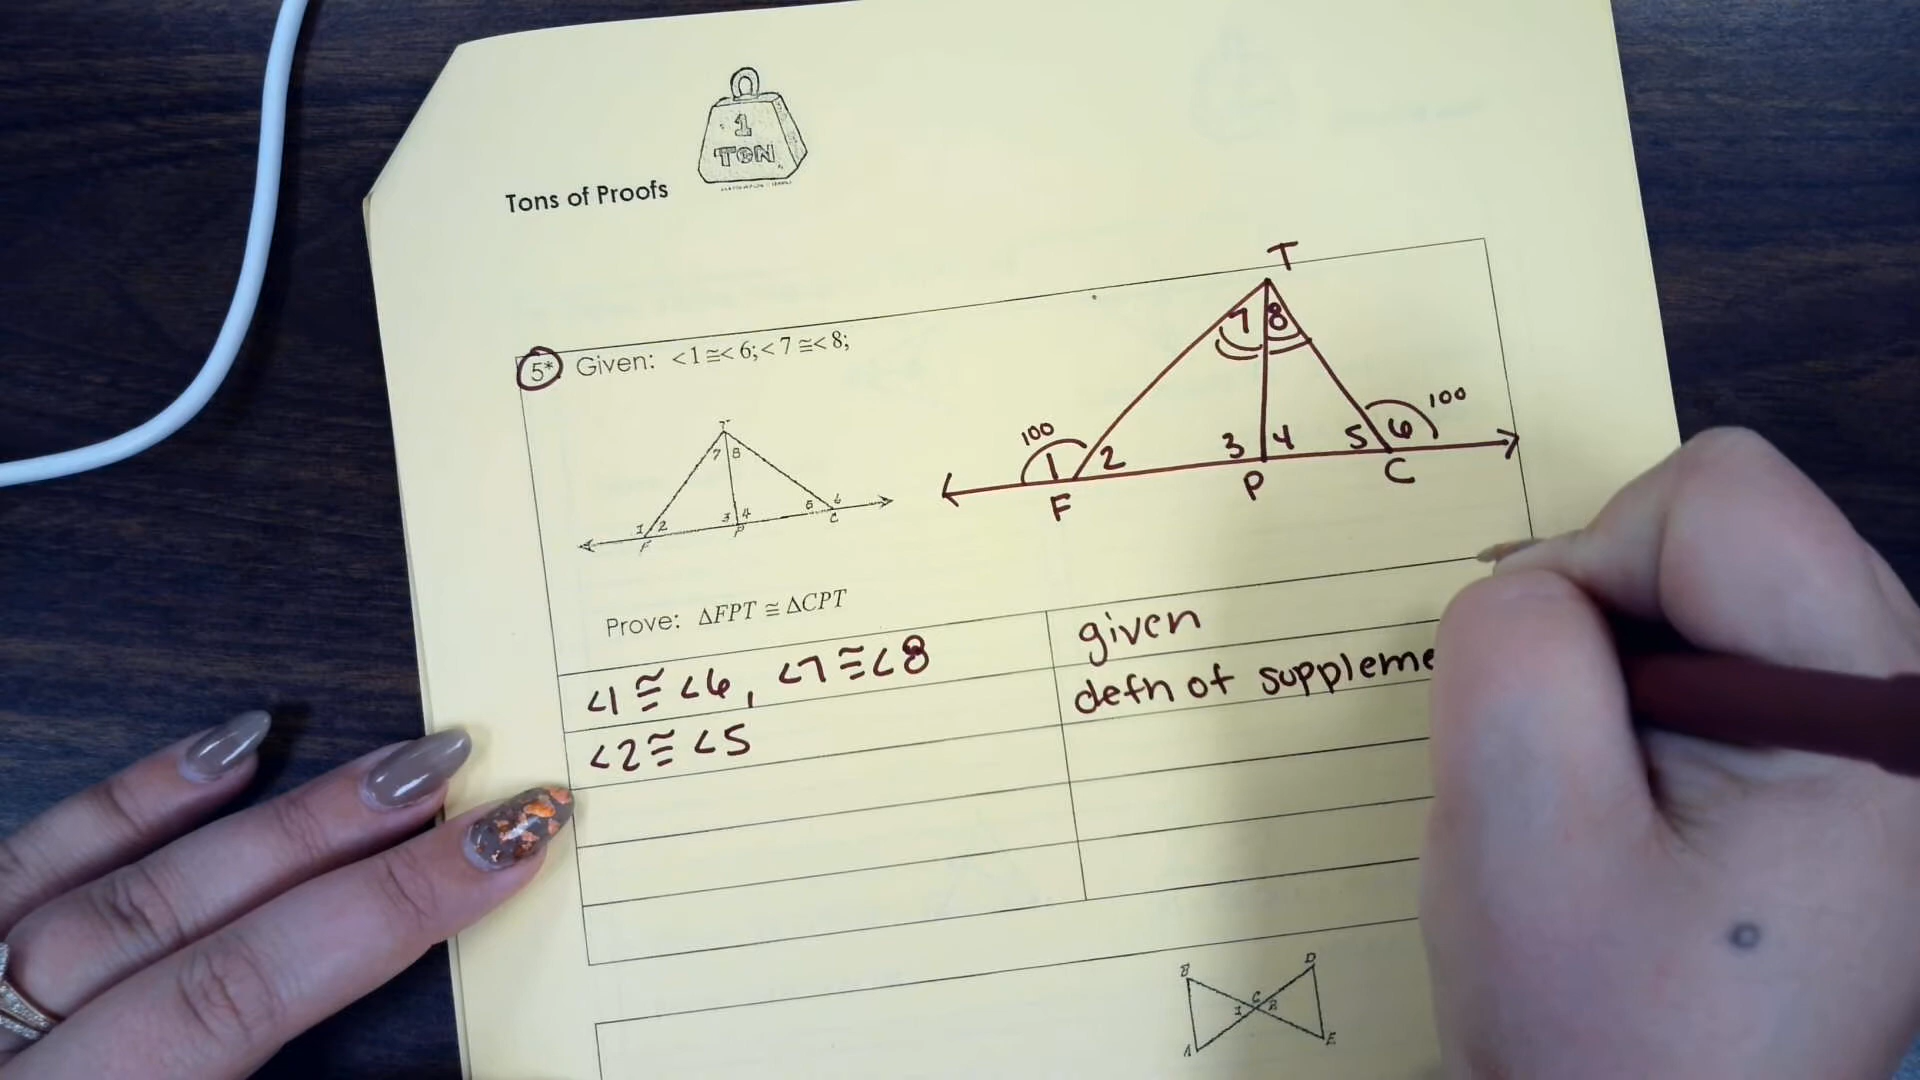 1
TON
Tons of Proofs
5* Given: <1≅<6;<7≅<8;
T
7 8
1 2 3 4 5 6
F P C
T
7 8
100 100
1 2 3 4 5 6
F P C
Prove: ΔFPT ≅ ΔCPT
<1 ≅ <6, <7 ≅ <8 given
<2 ≅ <5 defn of suppleme
B D
C
1 2
A E